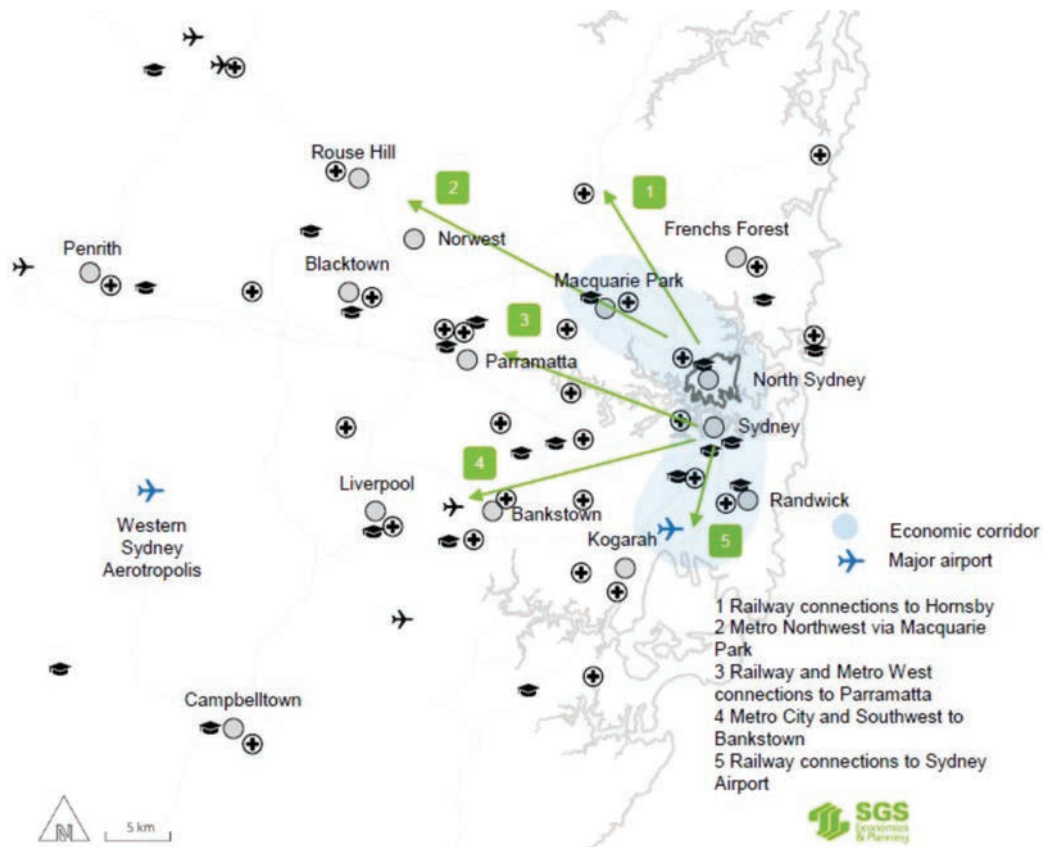 Rouse Hill
2
1
Norwest
Frenchs Forest
Penrith
Blacktown
Macquarie Park
3
Parramatta
North Sydney
Sydney
4
Liverpool
Bankstown
Randwick
Western
Sydney
Aerotropolis
Kogarah
5
Economic corridor
Major airport
1 Railway connections to Hornsby
2 Metro Northwest via Macquarie
Park
3 Railway and Metro West
connections to Parramatta
4 Metro City and Southwest to
Bankstown
5 Railway connections to Sydney
Airport
Campbelltown
N
5 km
SGS
Economics
& Planning